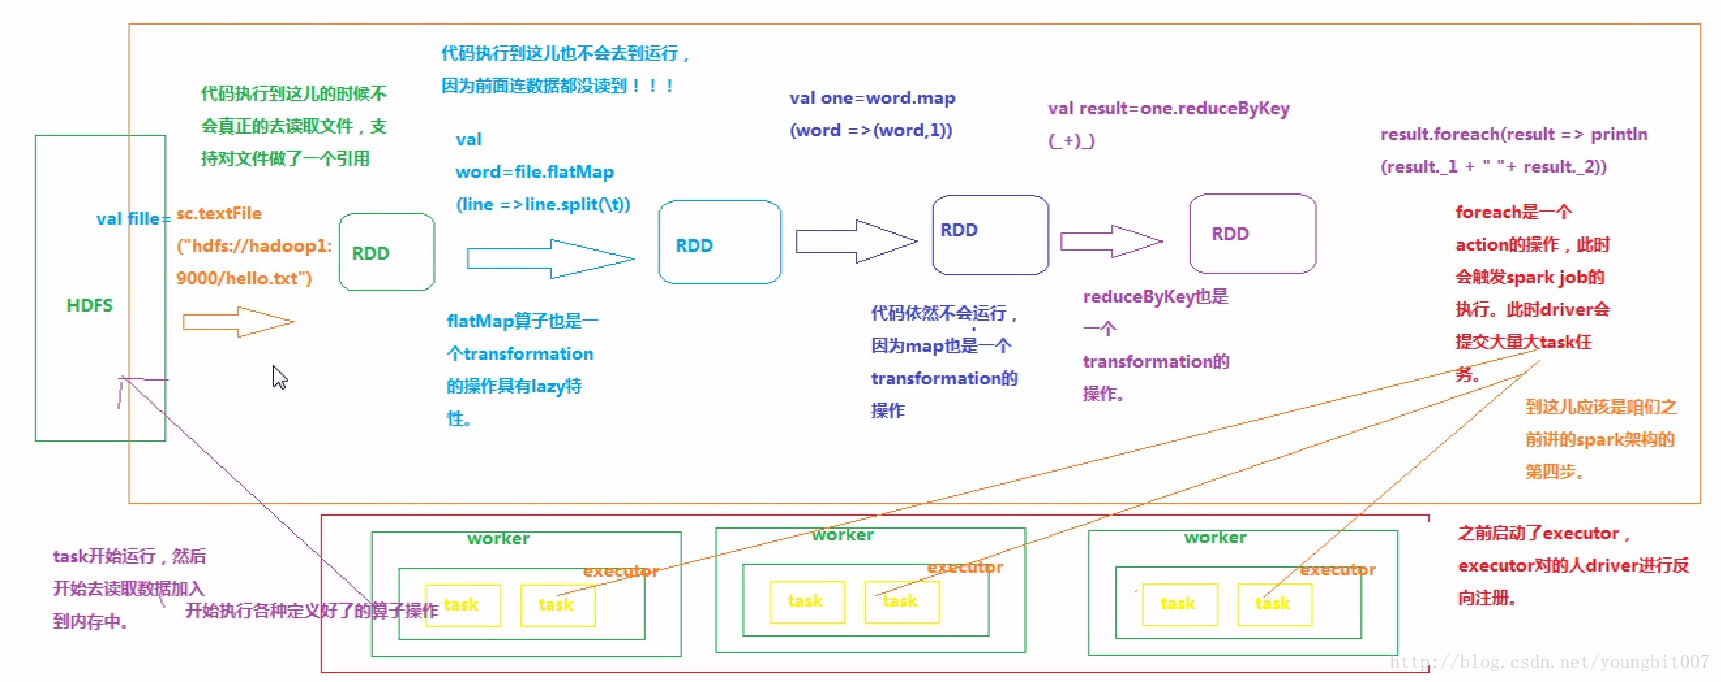 代码执行到这儿的时候不
会真正的去读取文件，支
持对文件做了一个引用
代码执行到这儿也不会去到运行，
因为前面连数据都没读到！！！
val
word=file.flatMap
(line =>line.split(\t))
val one=word.map
(word =>(word,1))
val result=one.reduceByKey
(_+)_)
result.foreach(result => println
(result._1 + " "+ result._2))
val fille=
sc.textFile
("hdfs://hadoop1:
9000/hello.txt")
HDFS
RDD
RDD
RDD
RDD
flatMap算子也是一
个transformation
的操作具有lazy特
性。
代码依然不会运行，
因为map也是一个
transformation的
操作
reduceByKey也是
一个
transformation的
操作。
foreach是一个
action的操作，此时
会触发spark job的
执行。此时driver会
提交大量大task任
务。
到这儿应该是咱们之
前讲的spark架构的
第四步。
task开始运行，然后
开始去读取数据加入
到内存中。
开始执行各种定义好了的算子操作
worker
executor
task
task
worker
executor
task
task
worker
executor
task
task
之前启动了executor，
executor对的人driver进行反
向注册。
http://blog.csdn.net/youngbit007